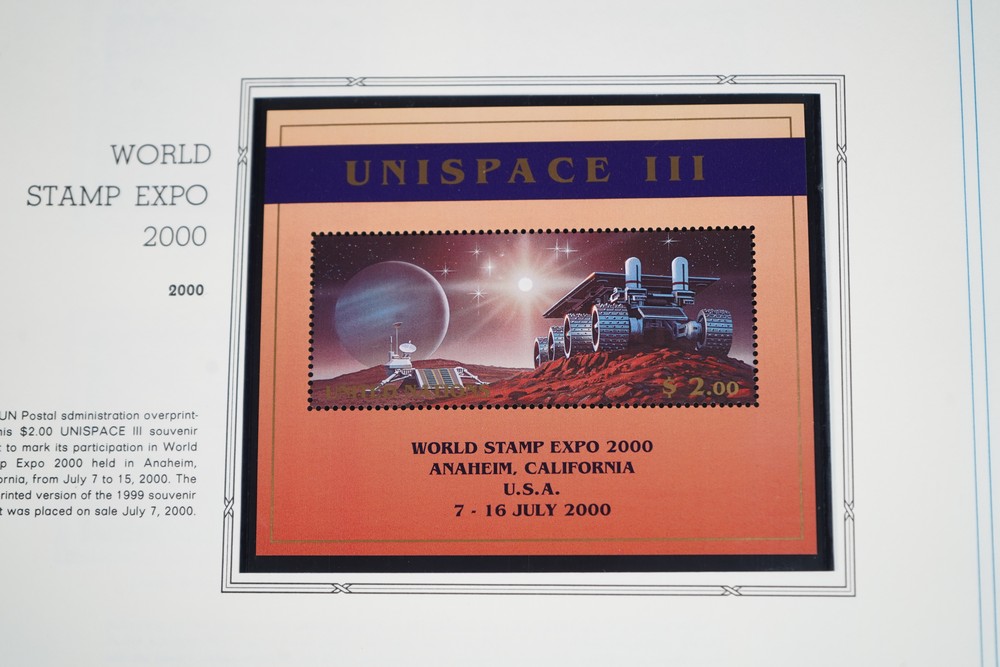 WORLD
STAMP EXPO
2000
2000
UN Postal sdministration overprint-
his $2.00 UNISPACE III souvenir
t to mark its participation in World
p Expo 2000 held in Anaheim,
ornia, from July 7 to 15, 2000. The
rinted version of the 1999 souvenir
t was placed on sale July 7, 2000.
UNISPACE III
UNITED NATIONS
$ 2.00
WORLD STAMP EXPO 2000
ANAHEIM, CALIFORNIA
U.S.A.
7 - 16 JULY 2000